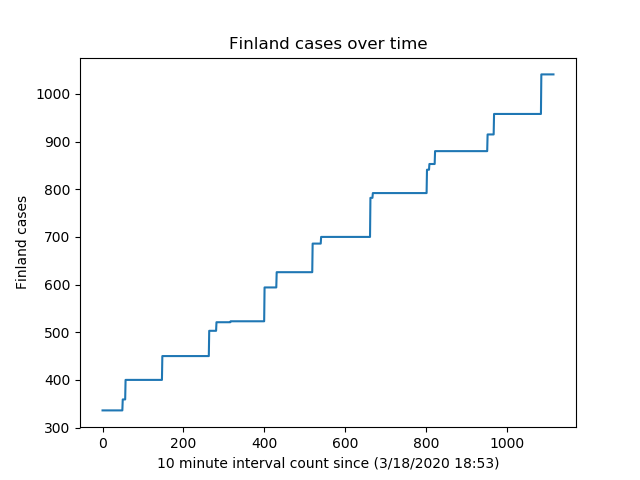 Finland cases over time
1000
900
800
700
600
500
400
300
Finland cases
0 200 400 600 800 1000
10 minute interval count since (3/18/2020 18:53)